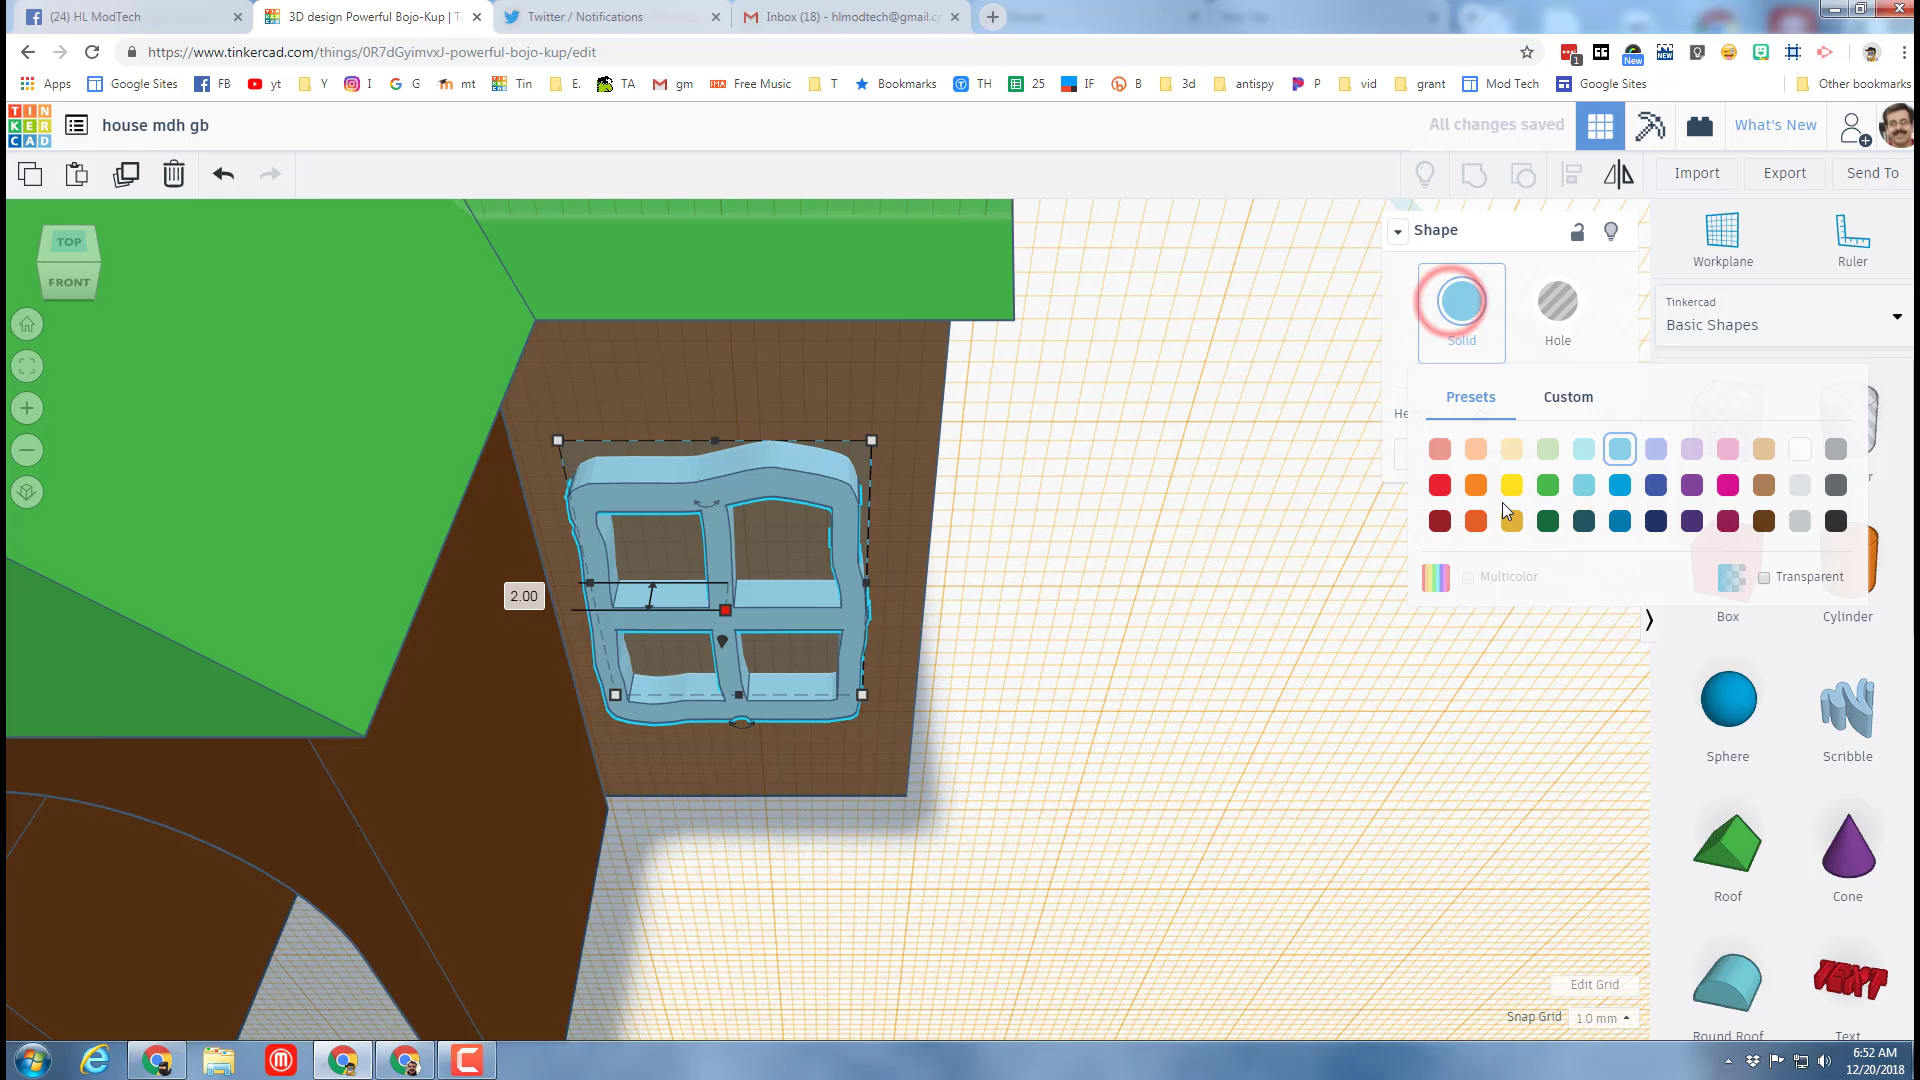 (24) HL ModTech
3D design Powerful Bojo-Kup | T
Twitter / Notifications
Inbox (18) - hlmodtech@gmail.c
https://www.tinkercad.com/things/0R7dGyimvxJ-powerful-bojo-kup/edit
1
New
NEW
Apps
Google Sites
FB
yt
Y
I
G
mt
Tin
E.
TA
gm
Free Music
T
Bookmarks
TH
25
IF
B
3d
antispy
P
vid
grant
Mod Tech
Google Sites
Other bookmarks
TIN
KER
CAD
house mdh gb
All changes saved
What's New
Import
Export
Send To
TOP
FRONT
Shape
Solid
Hole
Workplane
Ruler
Tinkercad
Basic Shapes
Presets
Custom
He
Multicolor
Transparent
2.00
Box
Cylinder
Sphere
Scribble
Roof
Cone
TEXT
Round Roof
Text
Edit Grid
Snap Grid
1.0 mm
6:52 AM
12/20/2018